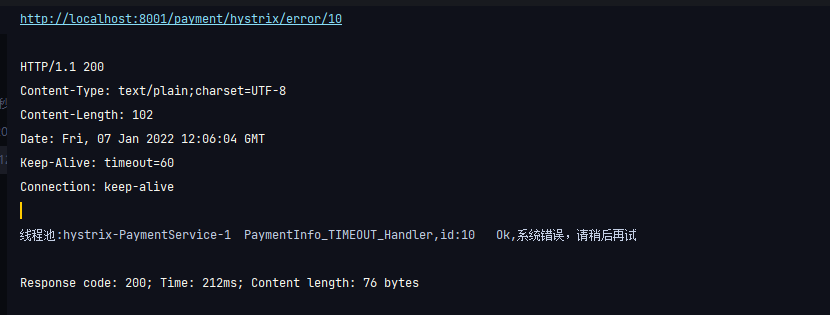 http://localhost:8001/payment/hystrix/error/10
HTTP/1.1 200
Content-Type: text/plain;charset=UTF-8
Content-Length: 102
Date: Fri, 07 Jan 2022 12:06:04 GMT
Keep-Alive: timeout=60
Connection: keep-alive
线程池:hystrix-PaymentService-1  PaymentInfo_TIMEOUT_Handler,id:10   Ok,系统错误，请稍后再试
Response code: 200; Time: 212ms; Content length: 76 bytes